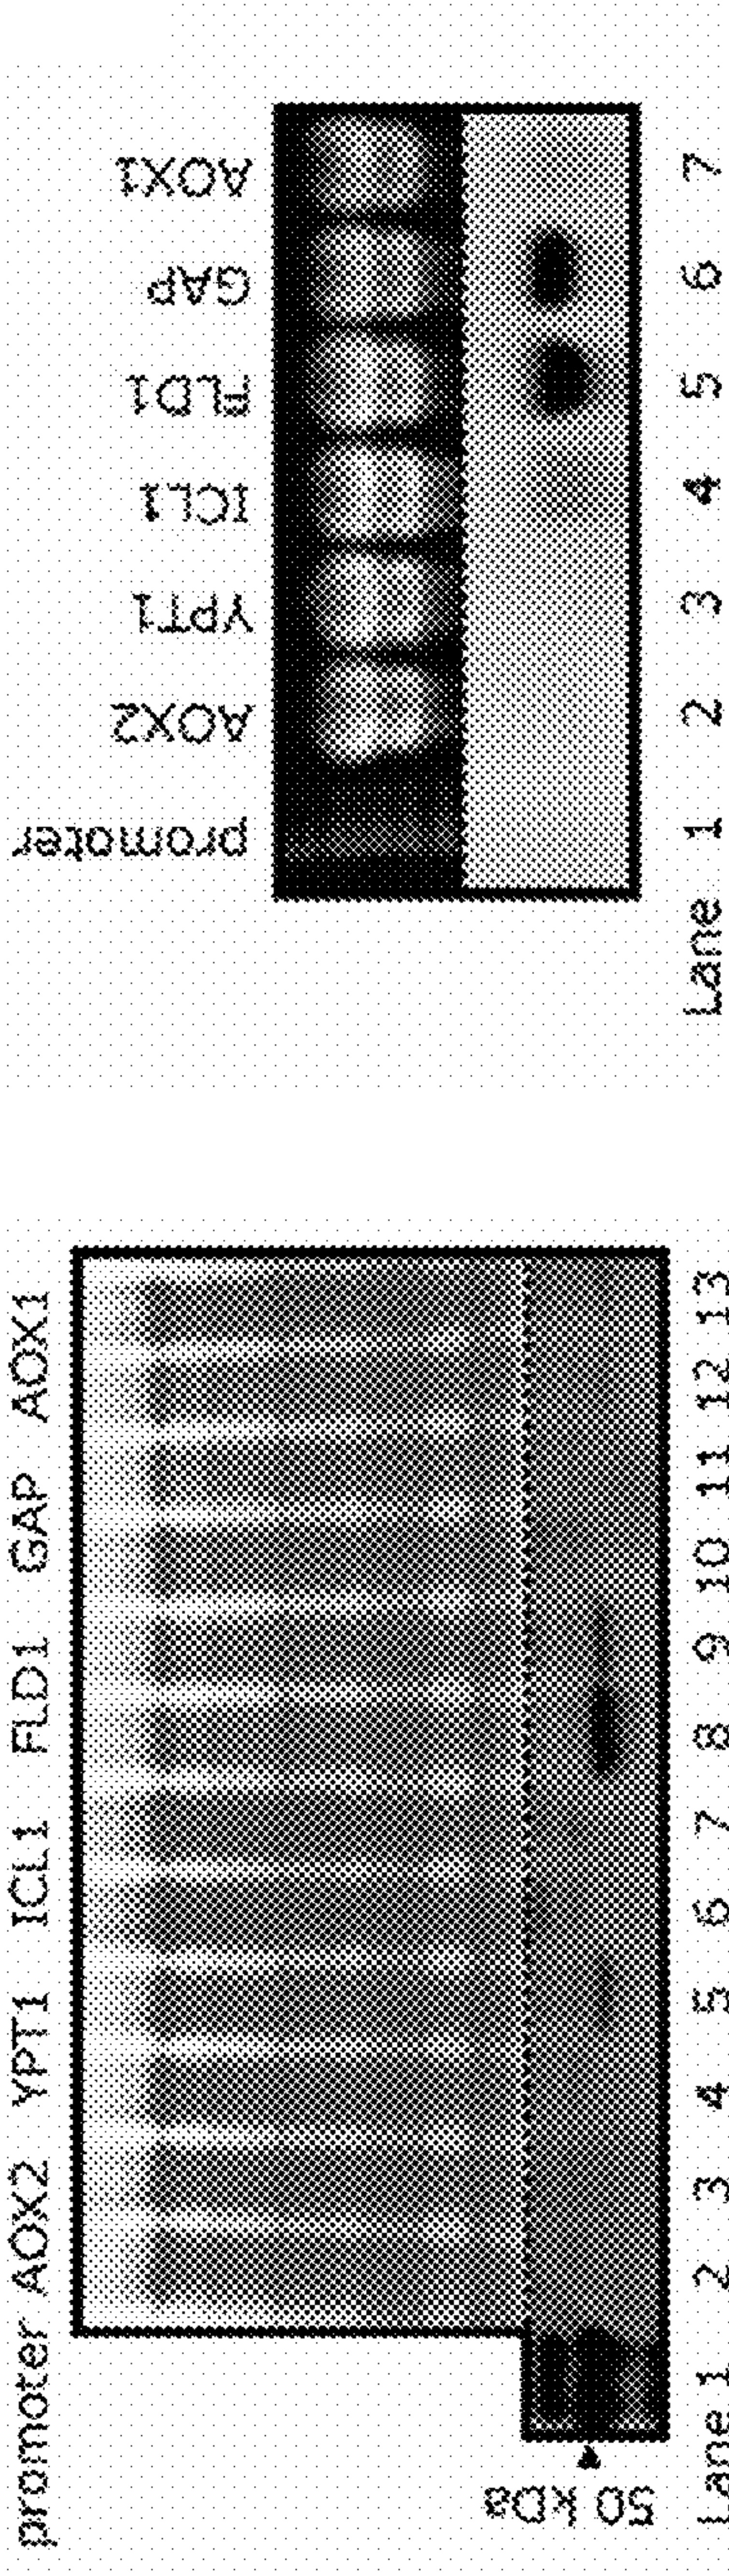 promoter AOX2 YPT1 ICL1 FLD1 GAP AOX1
50 kDa
Lane 1 2 3 4 5 6 7 8 9 10 11 12 13
promoter AOX2 YPT1 ICL1 FLD1 GAP AOX1
Lane 1 2 3 4 5 6 7